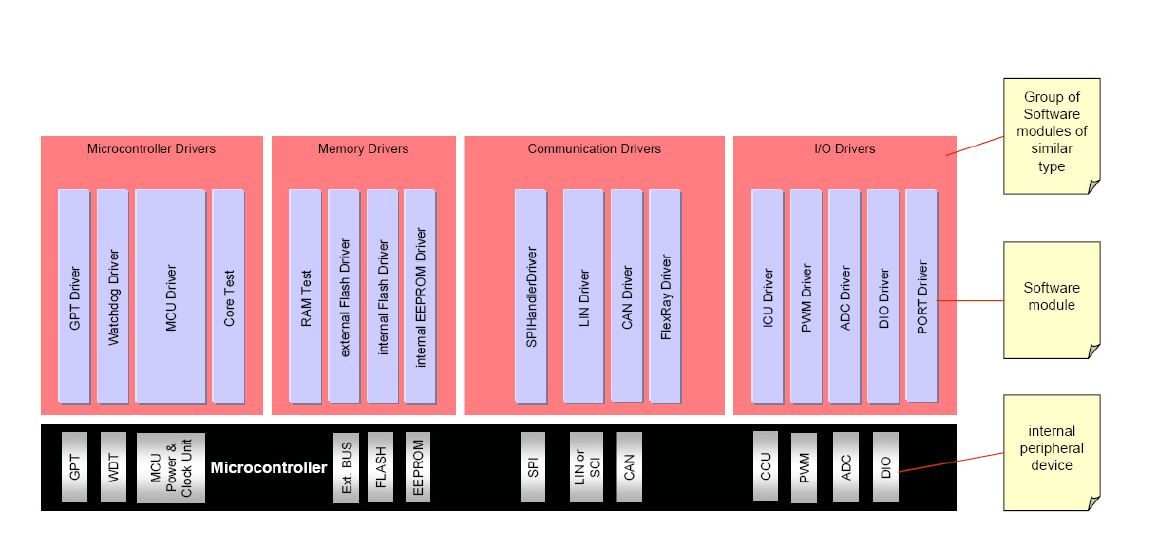 Group of
Software
modules of
similar
type
Microcontroller Drivers
Memory Drivers
Communication Drivers
I/O Drivers
GPT Driver
Watchdog Driver
MCU Driver
Core Test
RAM Test
external Flash Driver
internal Flash Driver
internal EEPROM Driver
SPIHandlerDriver
LIN Driver
CAN Driver
FlexRay Driver
ICU Driver
PWM Driver
ADC Driver
DIO Driver
PORT Driver
Software
module
GPT
WDT
MCU
Power &
Clock Unit
Microcontroller
Ext. BUS
FLASH
EEPROM
SPI
LIN or
SCI
CAN
CCU
PWM
ADC
DIO
internal
peripheral
device